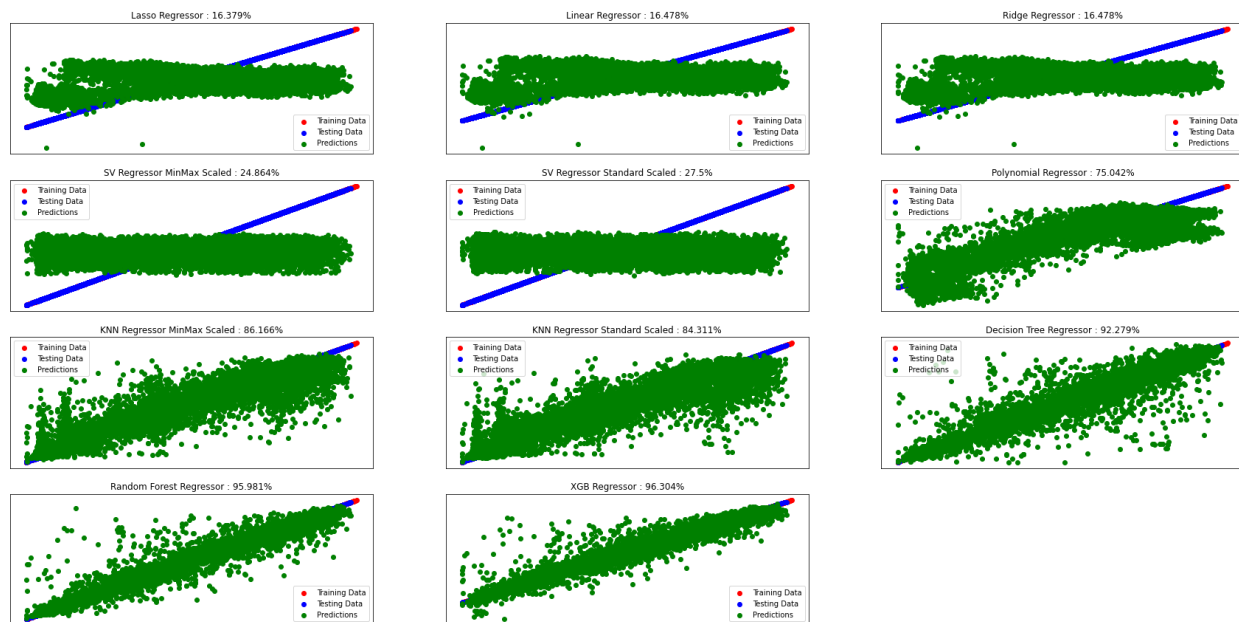 Lasso Regressor : 16.379%
Training Data
Testing Data
Predictions
Linear Regressor : 16.478%
Training Data
Testing Data
Predictions
Ridge Regressor : 16.478%
Training Data
Testing Data
Predictions
SV Regressor MinMax Scaled : 24.864%
Training Data
Testing Data
Predictions
SV Regressor Standard Scaled : 27.5%
Training Data
Testing Data
Predictions
Polynomial Regressor : 75.042%
Training Data
Testing Data
Predictions
KNN Regressor MinMax Scaled : 86.166%
Training Data
Testing Data
Predictions
KNN Regressor Standard Scaled : 84.311%
Training Data
Testing Data
Predictions
Decision Tree Regressor : 92.279%
Training Data
Testing Data
Predictions
Random Forest Regressor : 95.981%
Training Data
Testing Data
Predictions
XGB Regressor : 96.304%
Training Data
Testing Data
Predictions